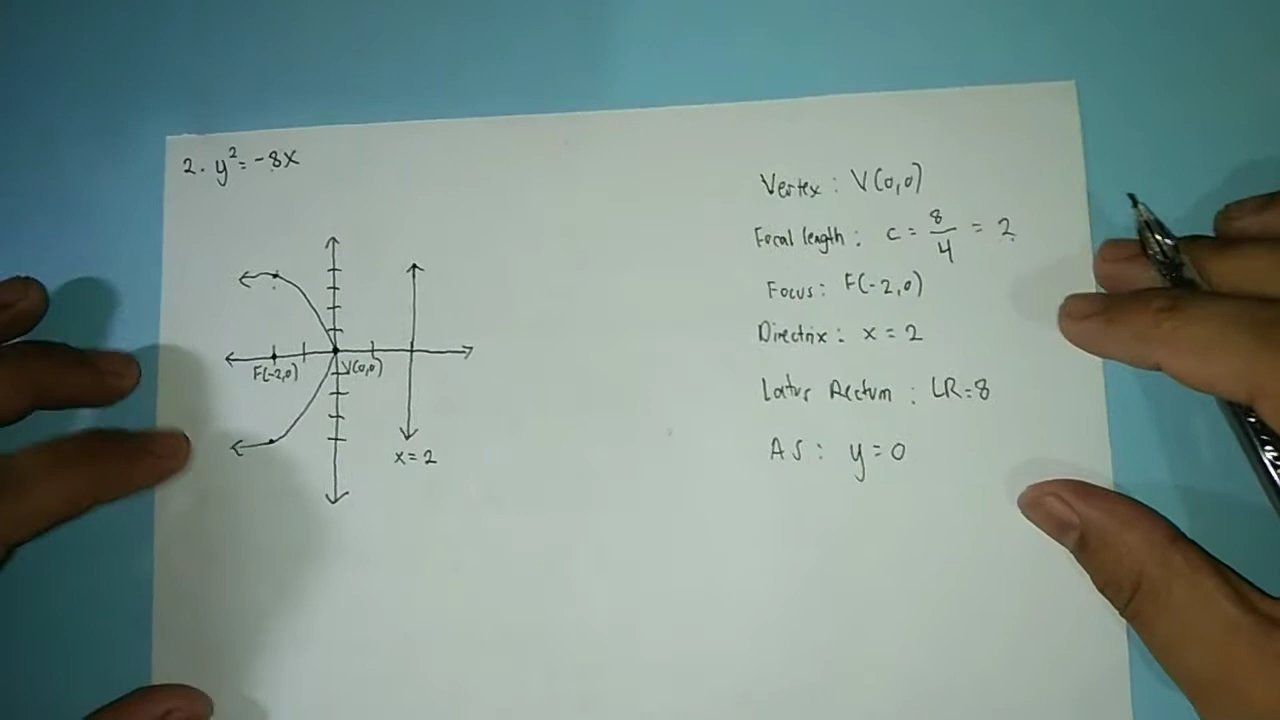 2. y² = -8x
F(-2,0)
V(0,0)
x = 2
Vertex : V(0,0)
Focal length : c = 8/4 = 2
Focus : F(-2,0)
Directrix : x = 2
Latus Rectum : LR = 8
AS : y = 0